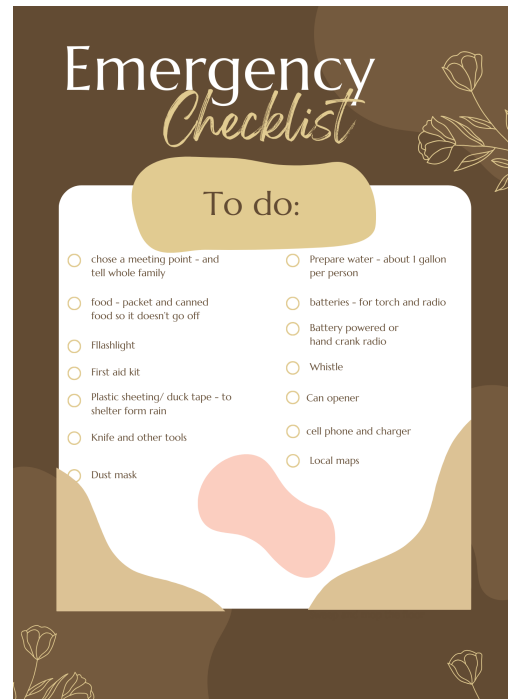 Emergency
Checklist
To do:
chose a meeting point - and
tell whole family
food - packet and canned
food so it doesn't go off
Fllashlight
First aid kit
Plastic sheeting/ duck tape - to
shelter form rain
Knife and other tools
Dust mask
Prepare water - about 1 gallon
per person
batteries - for torch and radio
Battery powered or
hand crank radio
Whistle
Can opener
cell phone and charger
Local maps